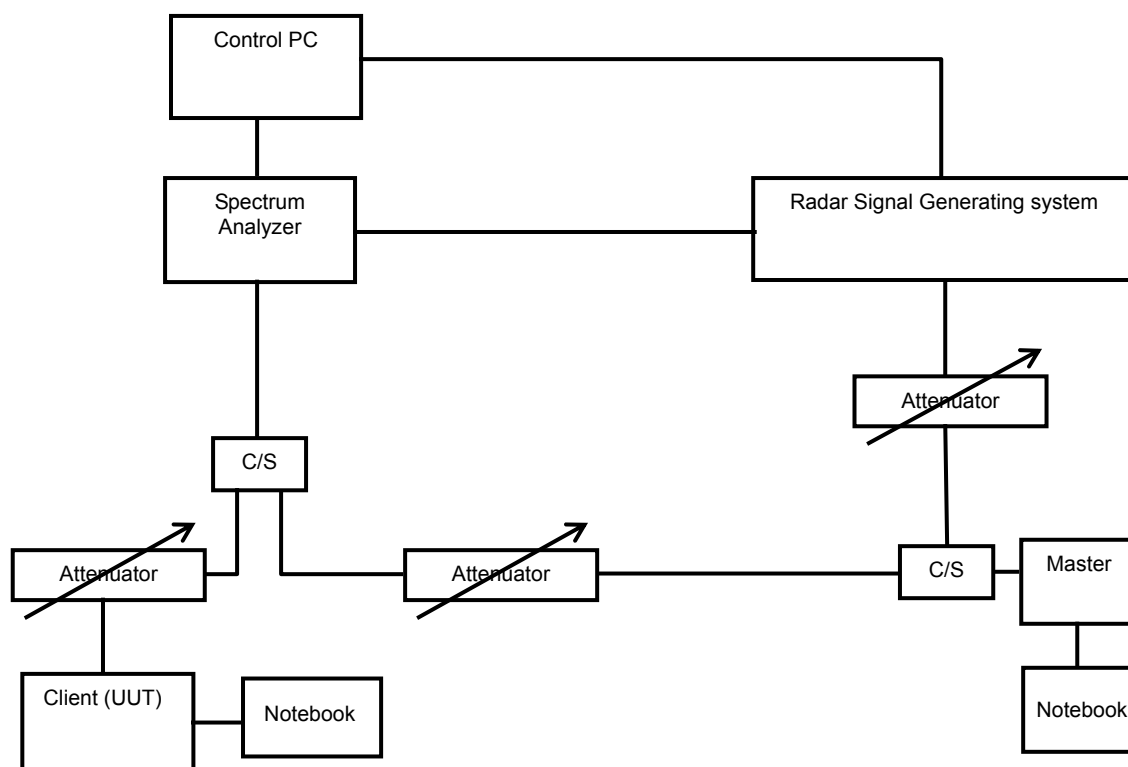 Control PC
Spectrum
Analyzer
Radar Signal Generating system
Attenuator
C/S
Attenuator
Attenuator
C/S
Master
Client (UUT)
Notebook
Notebook